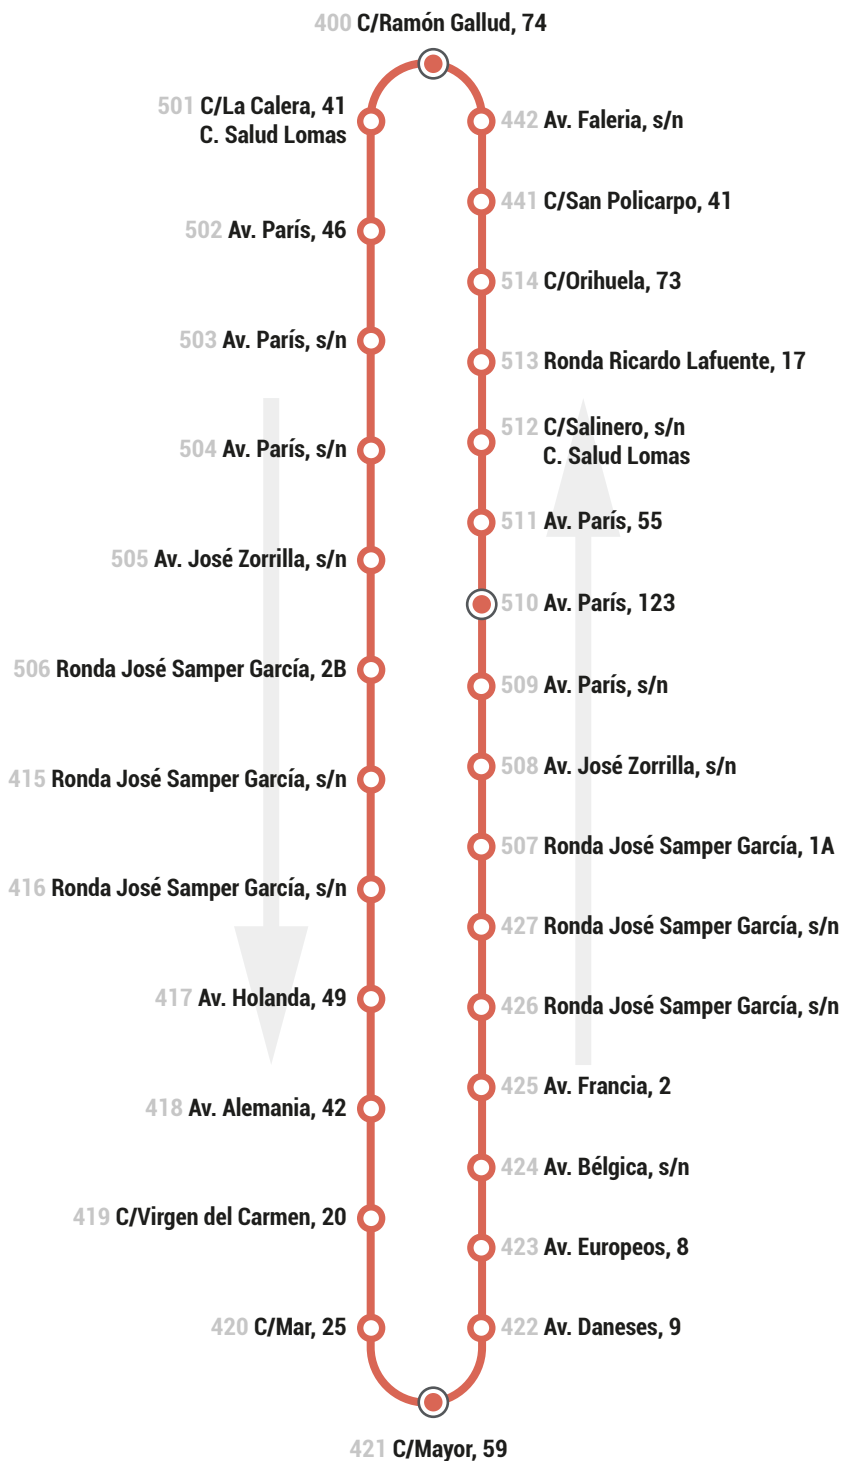 400 C/Ramón Gallud, 74
501 C/La Calera, 41
C. Salud Lomas
502 Av. París, 46
503 Av. París, s/n
504 Av. París, s/n
505 Av. José Zorrilla, s/n
506 Ronda José Samper García, 2B
415 Ronda José Samper García, s/n
416 Ronda José Samper García, s/n
417 Av. Holanda, 49
418 Av. Alemania, 42
419 C/Virgen del Carmen, 20
420 C/Mar, 25
442 Av. Faleria, s/n
441 C/San Policarpo, 41
514 C/Orihuela, 73
513 Ronda Ricardo Lafuente, 17
512 C/Salinero, s/n
C. Salud Lomas
511 Av. París, 55
510 Av. París, 123
509 Av. París, s/n
508 Av. José Zorrilla, s/n
507 Ronda José Samper García, 1A
427 Ronda José Samper García, s/n
426 Ronda José Samper García, s/n
425 Av. Francia, 2
424 Av. Bélgica, s/n
423 Av. Europeos, 8
422 Av. Daneses, 9
421 C/Mayor, 59